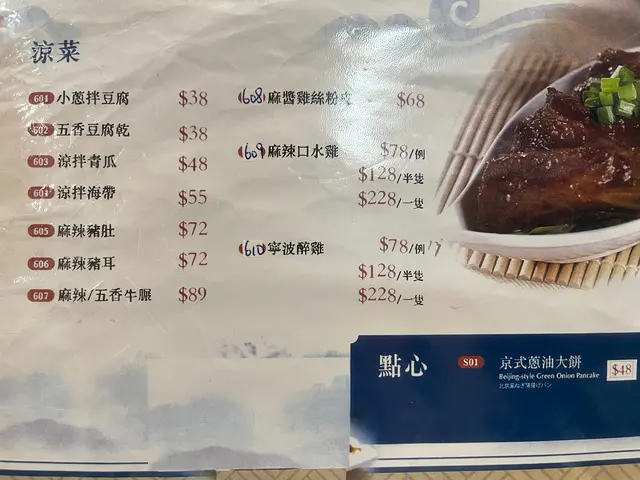 涼菜
601 小蔥拌豆腐 $38
602 五香豆腐乾 $38
603 涼拌青瓜 $48
604 涼拌海帶 $55
605 麻辣豬肚 $72
606 麻辣豬耳 $72
607 麻辣/五香牛腒 $89
608 麻醬雞絲粉皮 $68
609 麻辣口水雞 $78/例
$128/半隻
$228/一隻
610 寧波醉雞 $78/例
$128/半隻
$228/一隻
點心
S01 京式蔥油大餅 $48
Beijing-style Green Onion Pancake